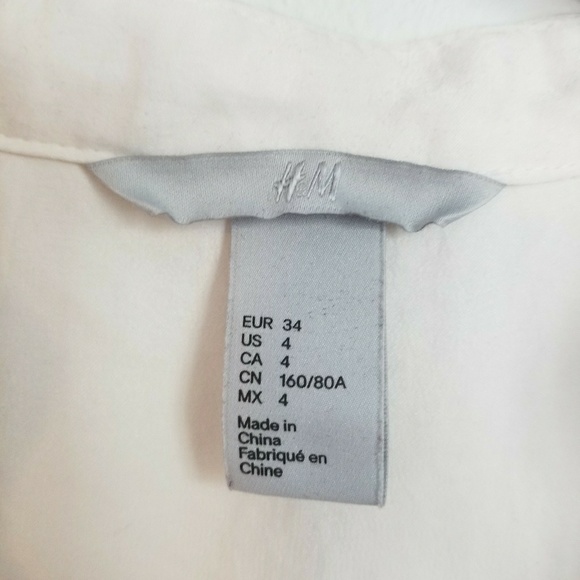 H&M
EUR 34
US 4
CA 4
CN 160/80A
MX 4
Made in
China
Fabriqué en
Chine